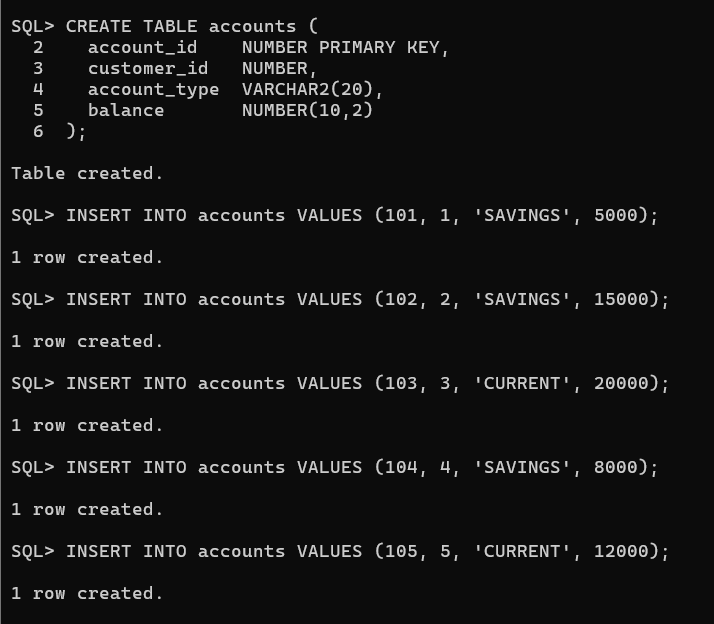 SQL> CREATE TABLE accounts (
  2    account_id    NUMBER PRIMARY KEY,
  3    customer_id   NUMBER,
  4    account_type  VARCHAR2(20),
  5    balance       NUMBER(10,2)
  6  );
Table created.
SQL> INSERT INTO accounts VALUES (101, 1, 'SAVINGS', 5000);
1 row created.
SQL> INSERT INTO accounts VALUES (102, 2, 'SAVINGS', 15000);
1 row created.
SQL> INSERT INTO accounts VALUES (103, 3, 'CURRENT', 20000);
1 row created.
SQL> INSERT INTO accounts VALUES (104, 4, 'SAVINGS', 8000);
1 row created.
SQL> INSERT INTO accounts VALUES (105, 5, 'CURRENT', 12000);
1 row created.